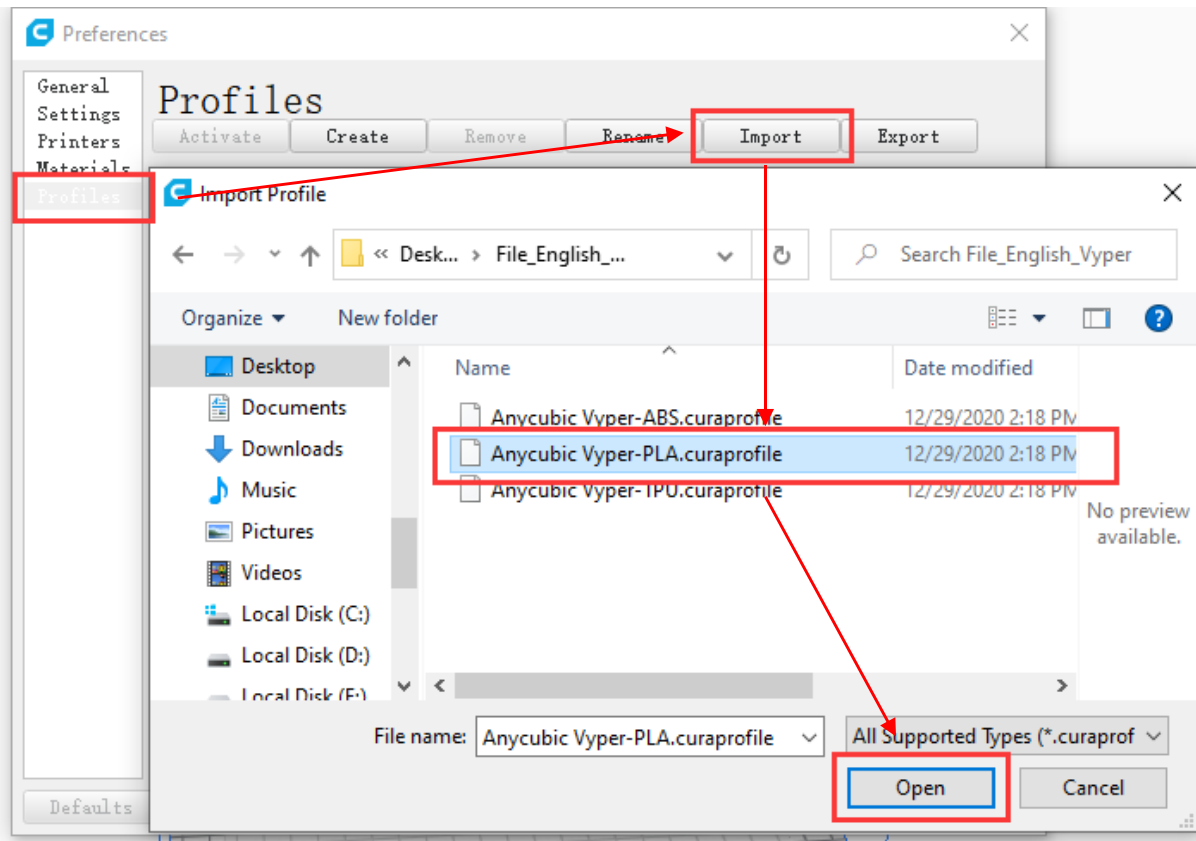 Preferences
General
Settings
Printers
Materials
Profiles
Profiles
Activate Create Remove Rename Import Export
Import Profile
« Desk... › File_English_...
Search File_English_Vyper
Organize New folder
Desktop
Documents
Downloads
Music
Pictures
Videos
Local Disk (C:)
Local Disk (D:)
Local Disk (E:)
Name Date modified
Anycubic Vyper-ABS.curaprofile 12/29/2020 2:18 PM
Anycubic Vyper-PLA.curaprofile 12/29/2020 2:18 PM
Anycubic Vyper-TPU.curaprofile 12/29/2020 2:18 PM
No preview
available.
File name: Anycubic Vyper-PLA.curaprofile All Supported Types (*.curaprof
Open Cancel
Defaults